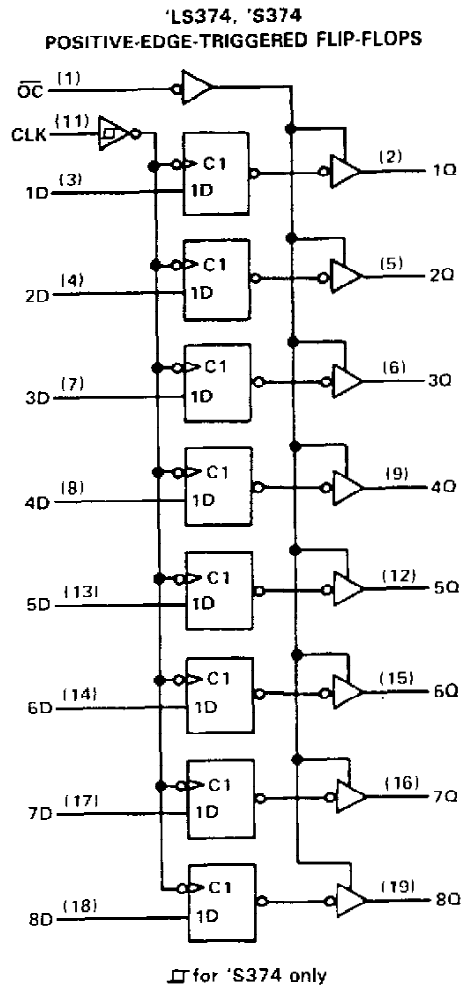 'LS374, 'S374
POSITIVE-EDGE-TRIGGERED FLIP-FLOPS
OC (1)
CLK (11)
C1
1D (3) 1D (2) 1Q
C1
2D (4) 1D (5) 2Q
C1
3D (7) 1D (6) 3Q
C1
4D (8) 1D (9) 4Q
C1
5D (13) 1D (12) 5Q
C1
6D (14) 1D (15) 6Q
C1
7D (17) 1D (16) 7Q
C1
8D (18) 1D (19) 8Q
for 'S374 only